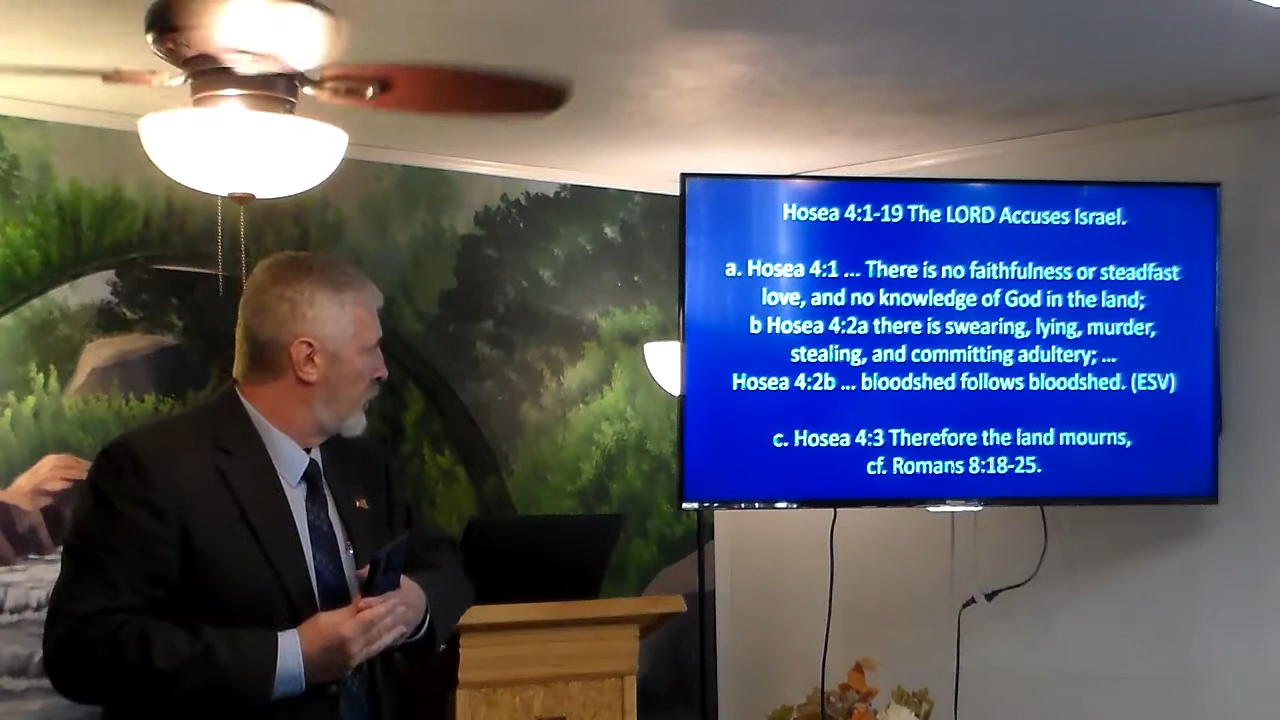 Hosea 4:1-19 The LORD Accuses Israel.
a. Hosea 4:1 ... There is no faithfulness or steadfast
love, and no knowledge of God in the land;
b Hosea 4:2a there is swearing, lying, murder,
stealing, and committing adultery; ...
Hosea 4:2b ... bloodshed follows bloodshed. (ESV)
c. Hosea 4:3 Therefore the land mourns,
cf. Romans 8:18-25.